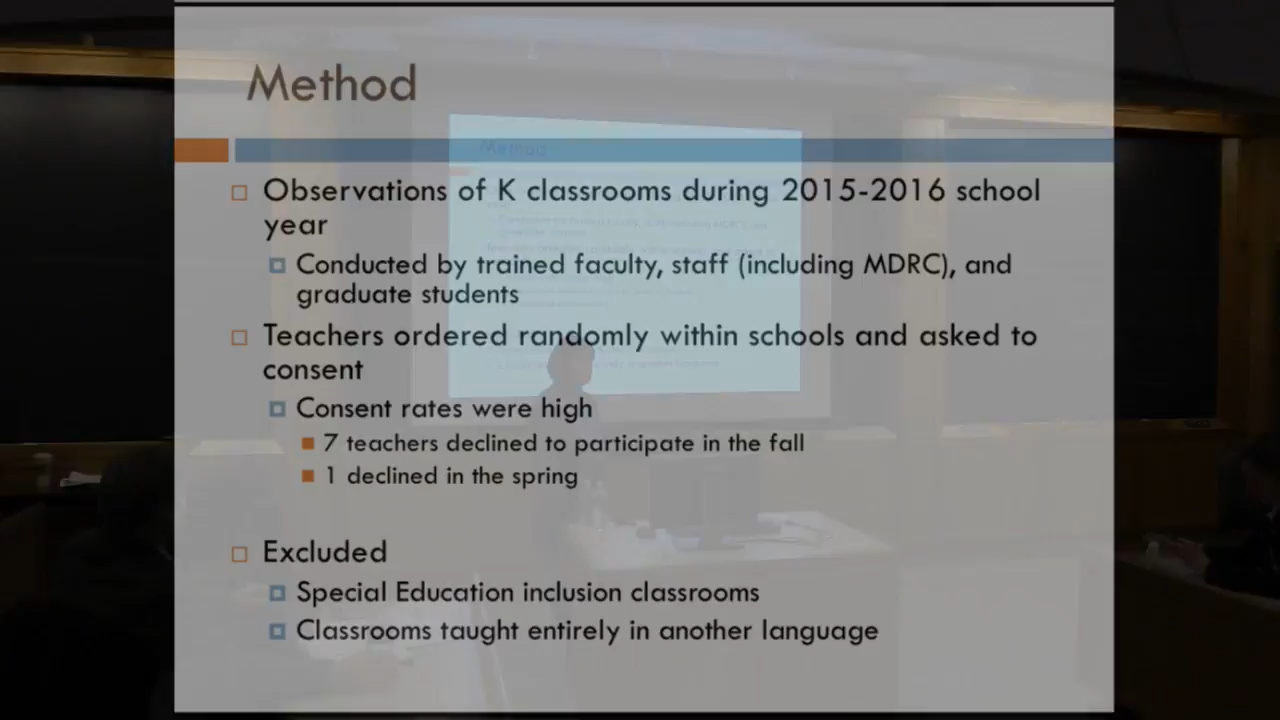 Method
Observations of K classrooms during 2015-2016 school
year
Conducted by trained faculty, staff (including MDRC), and
graduate students
Teachers ordered randomly within schools and asked to
consent
Consent rates were high
7 teachers declined to participate in the fall
1 declined in the spring
Excluded
Special Education inclusion classrooms
Classrooms taught entirely in another language